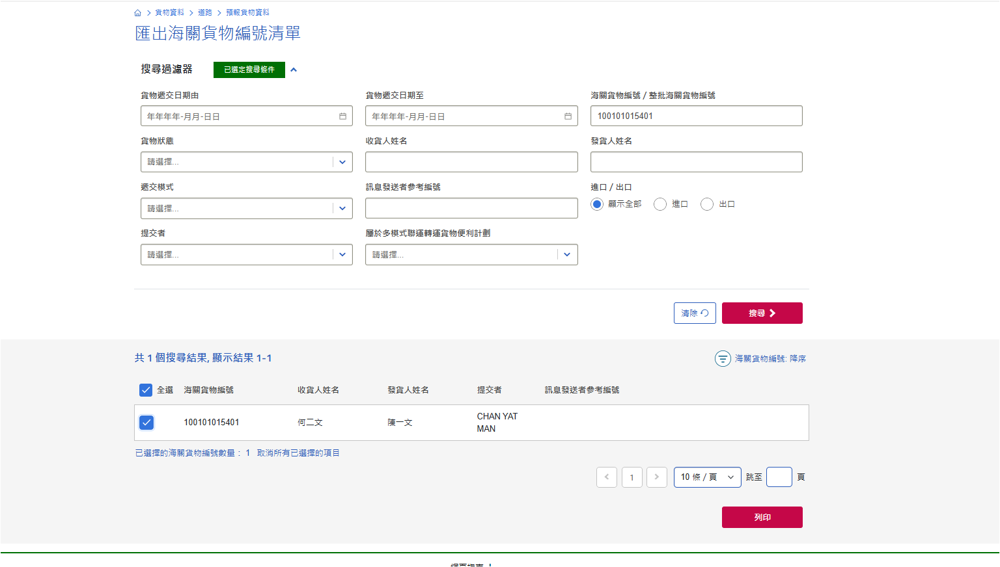 貨物資料 道路 預報貨物資料
匯出海關貨物編號清單
搜尋過濾器 已選定搜尋條件
貨物遞交日期由 貨物遞交日期至 海關貨物編號 / 整批海關貨物編號
年年年年-月月-日日 年年年年-月月-日日 100101015401
貨物狀態 收貨人姓名 發貨人姓名
請選擇...
遞交模式 訊息發送者參考編號 進口 / 出口
請選擇... 顯示全部 進口 出口
提交者 屬於多模式聯運轉運貨物便利計劃
請選擇... 請選擇...
清除 搜尋
共 1 個搜尋結果, 顯示結果 1-1 海關貨物編號: 降序
全選 海關貨物編號 收貨人姓名 發貨人姓名 提交者 訊息發送者參考編號
100101015401 何二文 陳一文 CHAN YAT MAN
已選擇的海關貨物編號數量： 1 取消所有已選擇的項目
1 10 條 / 頁 跳至 頁
列印